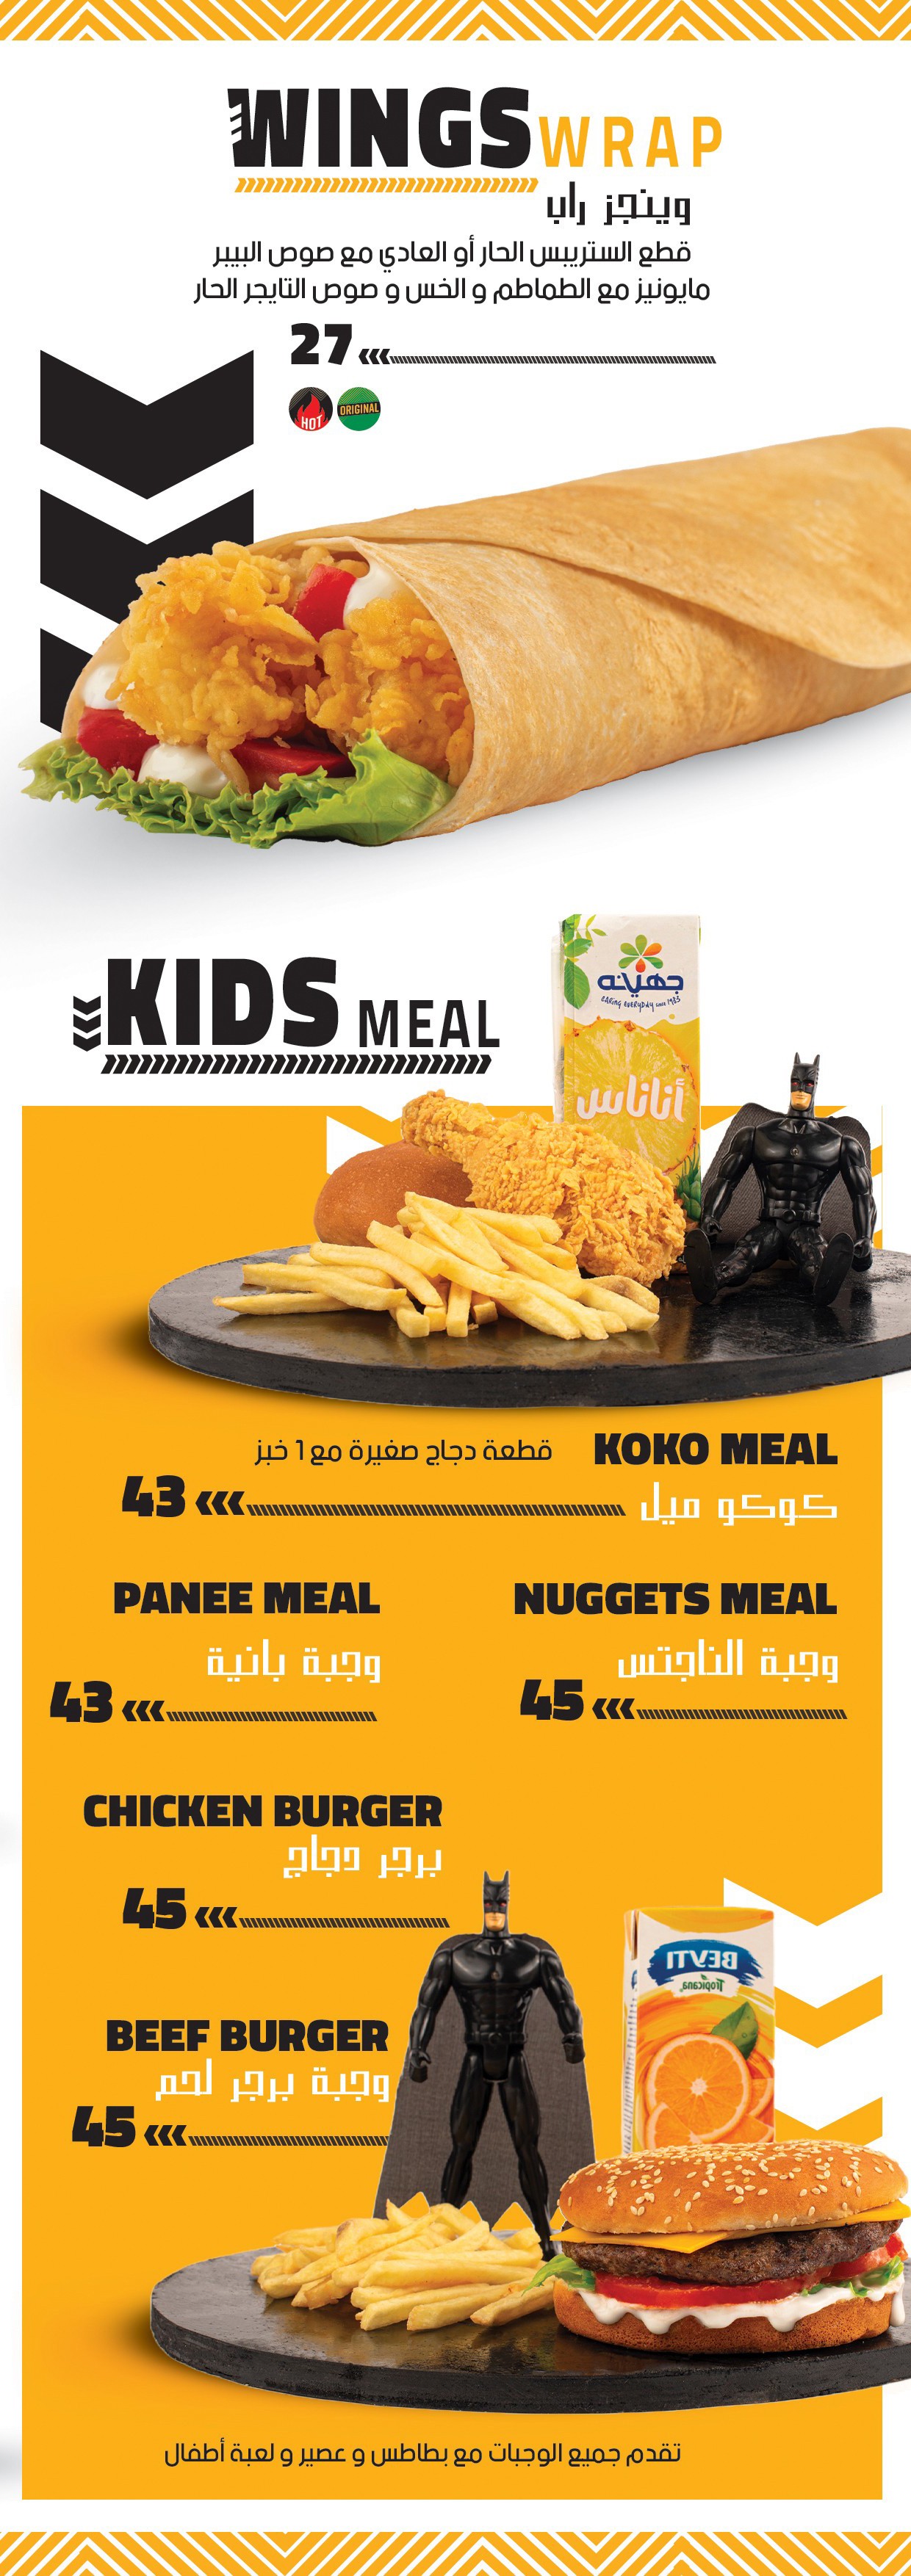 WINGS WRAP
وينجز راب
قطع الستريبس الحار أو العادي مع صوص البيبر
مايونيز مع الطماطم و الخس و صوص التايجر الحار
27
HOT ORIGINAL
KIDS MEAL
جهينه
CARING EVERYDAY since 1983
أناناس
KOKO MEAL قطعة دجاج صغيرة مع 1 خبز
كوكو ميل
43
NUGGETS MEAL
وجبة الناجتس
45
PANEE MEAL
وجبة بانية
43
CHICKEN BURGER
برجر دجاج
45
BEYTI
Tropicana
BEEF BURGER
وجبة برجر لحم
45
تقدم جميع الوجبات مع بطاطس و عصير و لعبة أطفال